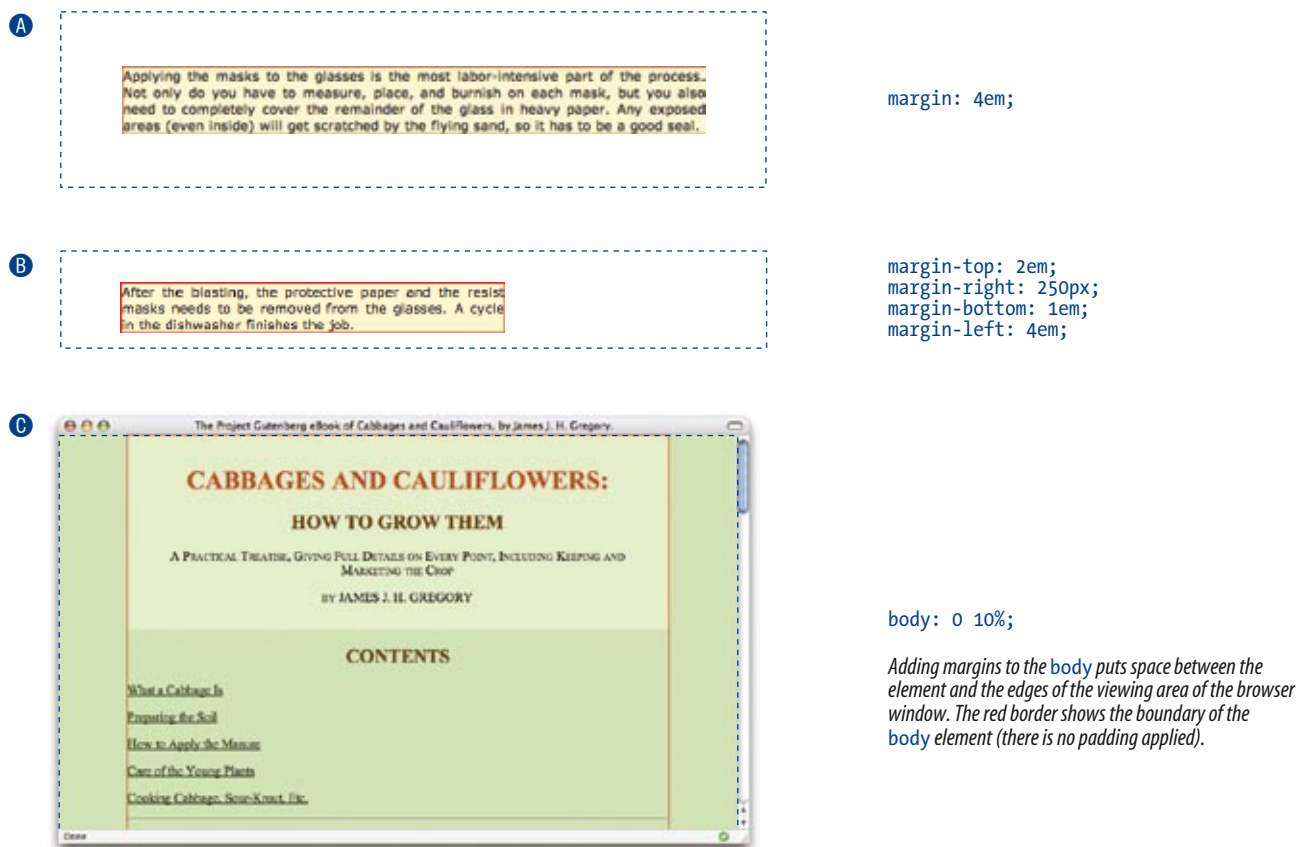 A
Applying the masks to the glasses is the most labor-intensive part of the process.
Not only do you have to measure, place, and burnish on each mask, but you also
need to completely cover the remainder of the glass in heavy paper. Any exposed
areas (even inside) will get scratched by the flying sand, so it has to be a good seal.
margin: 4em;
B
After the blasting, the protective paper and the resist
masks needs to be removed from the glasses. A cycle
in the dishwasher finishes the job.
margin-top: 2em;
margin-right: 250px;
margin-bottom: 1em;
margin-left: 4em;
C
The Project Gutenberg eBook of Cabbages and Cauliflowers, by James J. H. Gregory.
CABBAGES AND CAULIFLOWERS:
HOW TO GROW THEM
A PRACTICAL TREATISE, GIVING FULL DETAILS ON EVERY POINT, INCLUDING KEEPING AND
MARKETING THE CROP
BY JAMES J. H. GREGORY
CONTENTS
What a Cabbage Is
Preparing the Soil
How to Apply the Manure
Care of the Young Plants
Cooking Cabbage, Sour-Krout, Etc.
Done
body: 0 10%;
Adding margins to the body puts space between the
element and the edges of the viewing area of the browser
window. The red border shows the boundary of the
body element (there is no padding applied).